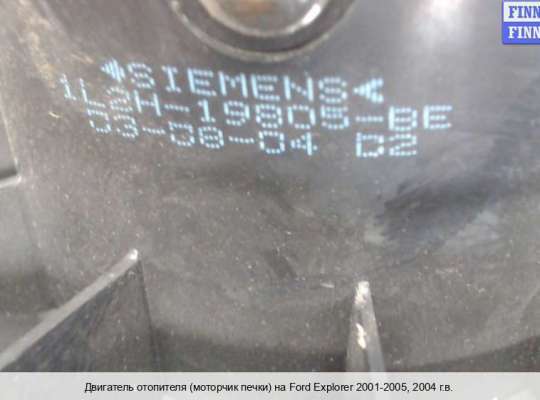 FINN
FINN
SIEMENS
1L2H-19805-BE
03-08-04 D2
Двигатель отопителя (моторчик печки) на Ford Explorer 2001-2005, 2004 г.в.